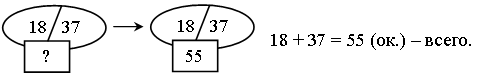 18 37 18 37 18 + 37 = 55 (ок.) – всего.
? 55